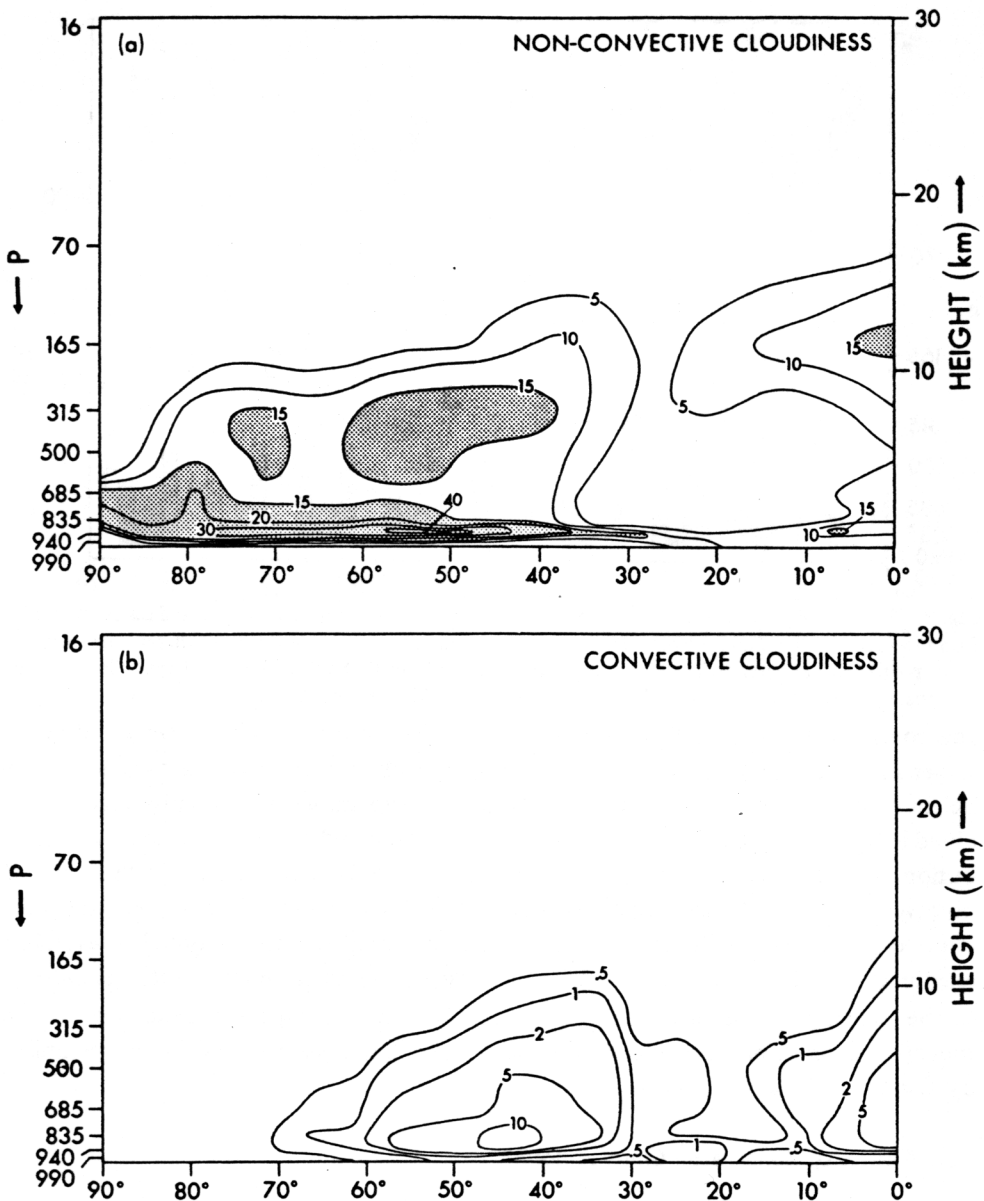 (a) NON-CONVECTIVE CLOUDINESS
16 30
20
70
5
165 10 15 10
10
315 15 15 5
500
685
15 40 15
835 20
30 10
940
990
90° 80° 70° 60° 50° 40° 30° 20° 10° 0°
← P
HEIGHT (km) →
(b) CONVECTIVE CLOUDINESS
16 30
20
70
165
.5 10
1
315 2 .5
1
500 5 2
5
685
10
835 1
940 .5 .5
990
90° 80° 70° 60° 50° 40° 30° 20° 10° 0°
← P
HEIGHT (km) →